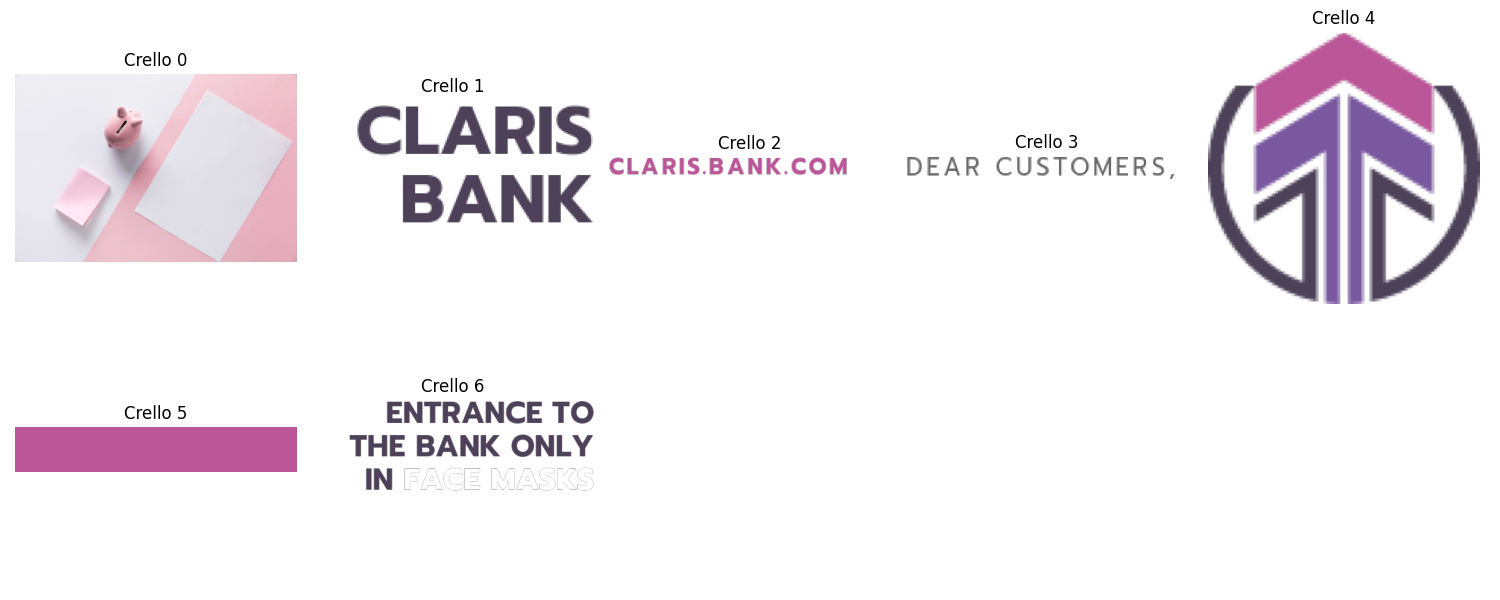 Crello 4
Crello 0
Crello 1
CLARIS
BANK
Crello 2
CLARIS.BANK.COM
Crello 3
DEAR CUSTOMERS,
Crello 5
Crello 6
ENTRANCE TO
THE BANK ONLY
IN FACE MASKS